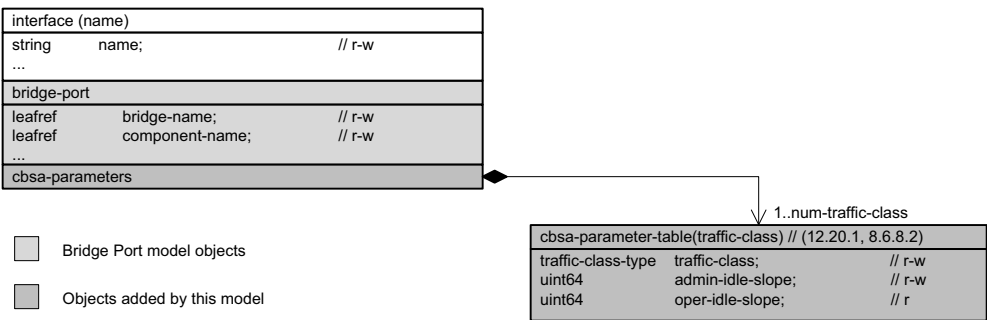 interface (name)
string name; // r-w
...
bridge-port
leafref bridge-name; // r-w
leafref component-name; // r-w
...
cbsa-parameters
1..num-traffic-class
Bridge Port model objects
Objects added by this model
cbsa-parameter-table(traffic-class) // (12.20.1, 8.6.8.2)
traffic-class-type traffic-class; // r-w
uint64 admin-idle-slope; // r-w
uint64 oper-idle-slope; // r